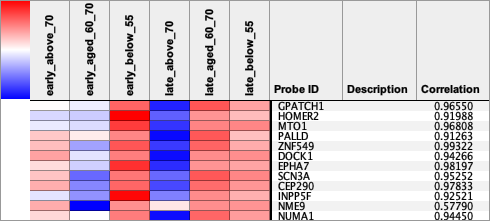 early_above_70
early_aged_60_70
early_below_55
late_above_70
late_aged_60_70
late_below_55
Probe ID Description Correlation
GPATCH1 0.96550
HOMER2 0.91988
MTO1 0.96808
PALLD 0.91263
ZNF549 0.99322
DOCK1 0.94266
EPHA7 0.98197
SCN3A 0.95252
CEP290 0.97833
INPP5F 0.92521
NME9 0.57790
NUMA1 0.94450